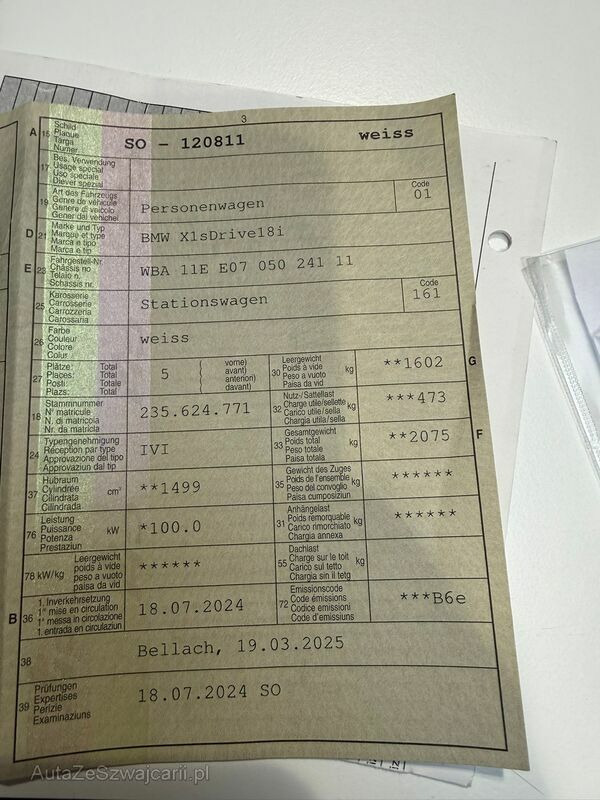 3
A 15 Schild
Plaque
Targa
Numer
SO - 120811 weiss
17 Bes. Verwendung
Usage spécial
Uso speciale
Diever spezial
19 Art des Fahrzeugs
Genre de véhicule
Genere di veicolo
Gener dal vehichel
Personenwagen
Code
01
D 21 Marke und Typ
Marque et type
Marca e tipo
Marca e tip
BMW X1sDrive18i
E 23 Fahrgestell-Nr.
Châssis no
Telaio n.
Schassis nr.
WBA 11E E07 050 241 11
25 Karosserie
Carrosserie
Carrozzeria
Carossaria
Stationswagen
Code
161
26 Farbe
Couleur
Colore
Colur
weiss
27 Plätze: Total
Places: Total
Posti: Totale
Plazs: Total
5
vorne)
avant)
anteriori)
davant)
30 Leergewicht
Poids à vide
Peso a vuoto
Paisa da vid
kg
**1602
G
18 Stammnummer
N° matricule
N. di matricola
Nr. da matricla
235.624.771
32 Nutz-/Sattellast
Charge utile/sellette
Carico utile/sella
Chargia utila/sella
kg
***473
24 Typengenehmigung
Réception par type
Approvazione del tipo
Approvaziun dal tip
IVI
33 Gesamtgewicht
Poids total
Peso totale
Paisa totala
kg
**2075
F
37 Hubraum
Cylindrée
Cilindrata
Cilindrada
cm³
**1499
35 Gewicht des Zuges
Poids de l'ensemble
Peso del convoglio
Paisa cumposiziun
kg
******
76 Leistung
Puissance
Potenza
Prestaziun
kW
*100.0
31 Anhängelast
Poids remorquable
Carico rimorchiato
Chargia annexa
kg
******
78 kW/kg
Leergewicht
poids à vide
peso a vuoto
paisa da vid
******
55 Dachlast
Charge sur le toit
Carico sul tetto
Chargia sin il tetg
kg
B 36 1. Inverkehrsetzung
1re mise en circulation
1a messa in circolazione
1. entrada en circulaziun
18.07.2024
72 Emissionscode
Code émissions
Codice emissioni
Code d'emissiuns
***B6e
38
Bellach, 19.03.2025
39 Prüfungen
Expertises
Perizie
Examinaziuns
18.07.2024 SO
AutaZeSzwajcarii.pl